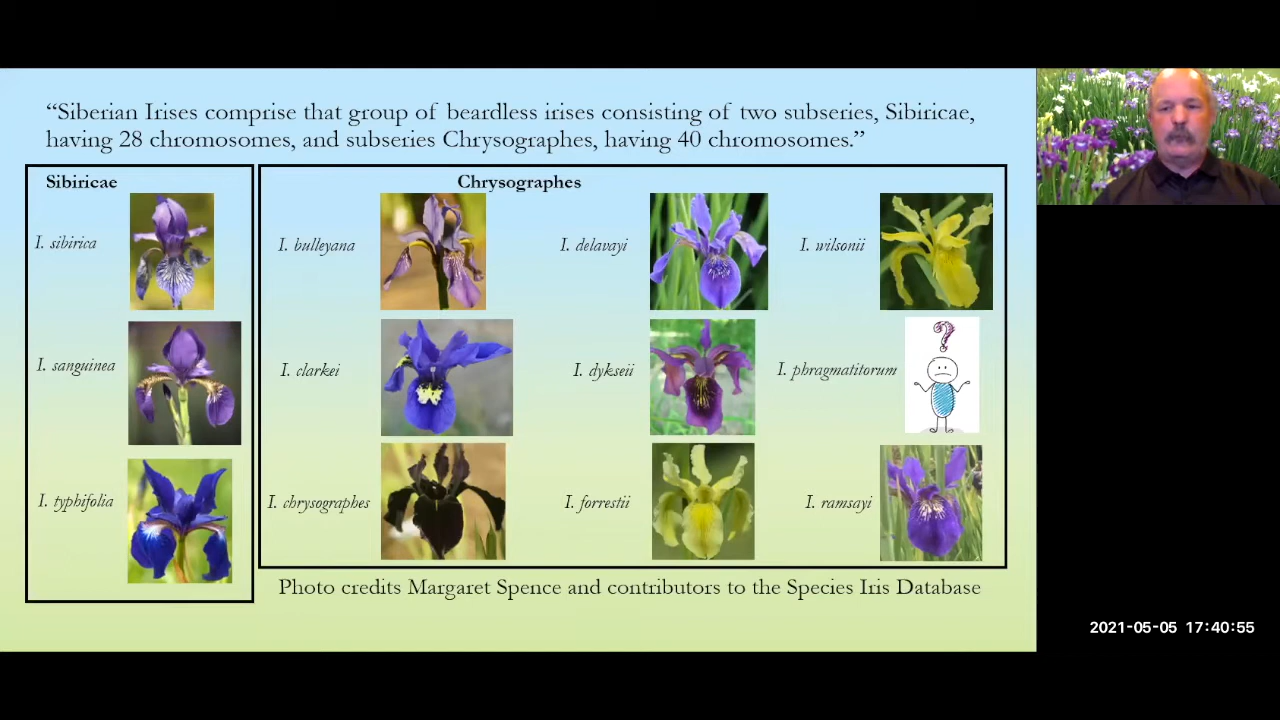 “Siberian Irises comprise that group of beardless irises consisting of two subseries, Sibiricae,
having 28 chromosomes, and subseries Chrysographes, having 40 chromosomes.”
Sibiricae
I. sibirica
I. sanguinea
I. typhifolia
Chrysographes
I. bulleyana
I. delavayi
I. wilsonii
I. clarkei
I. dykseii
I. phragmatitorum
?
I. chrysographes
I. forrestii
I. ramsayi
Photo credits Margaret Spence and contributors to the Species Iris Database
2021-05-05 17:40:55